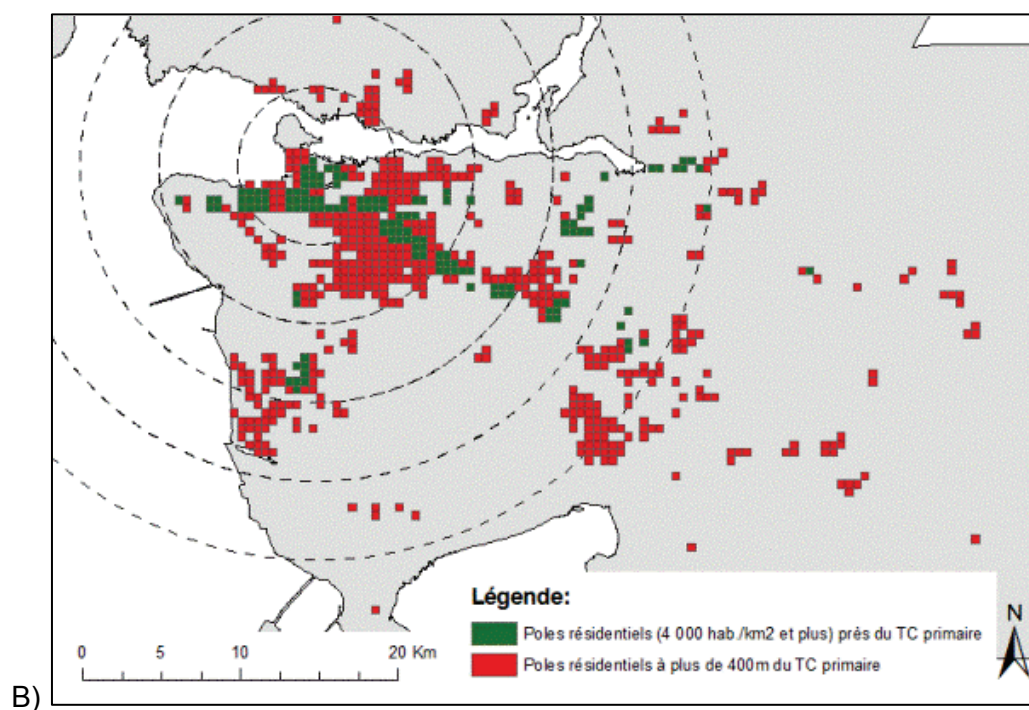 Légende:
N
Poles résidentiels (4 000 hab./km2 et plus) près du TC primaire
Poles résidentiels à plus de 400m du TC primaire
0 5 10 20 Km
B)